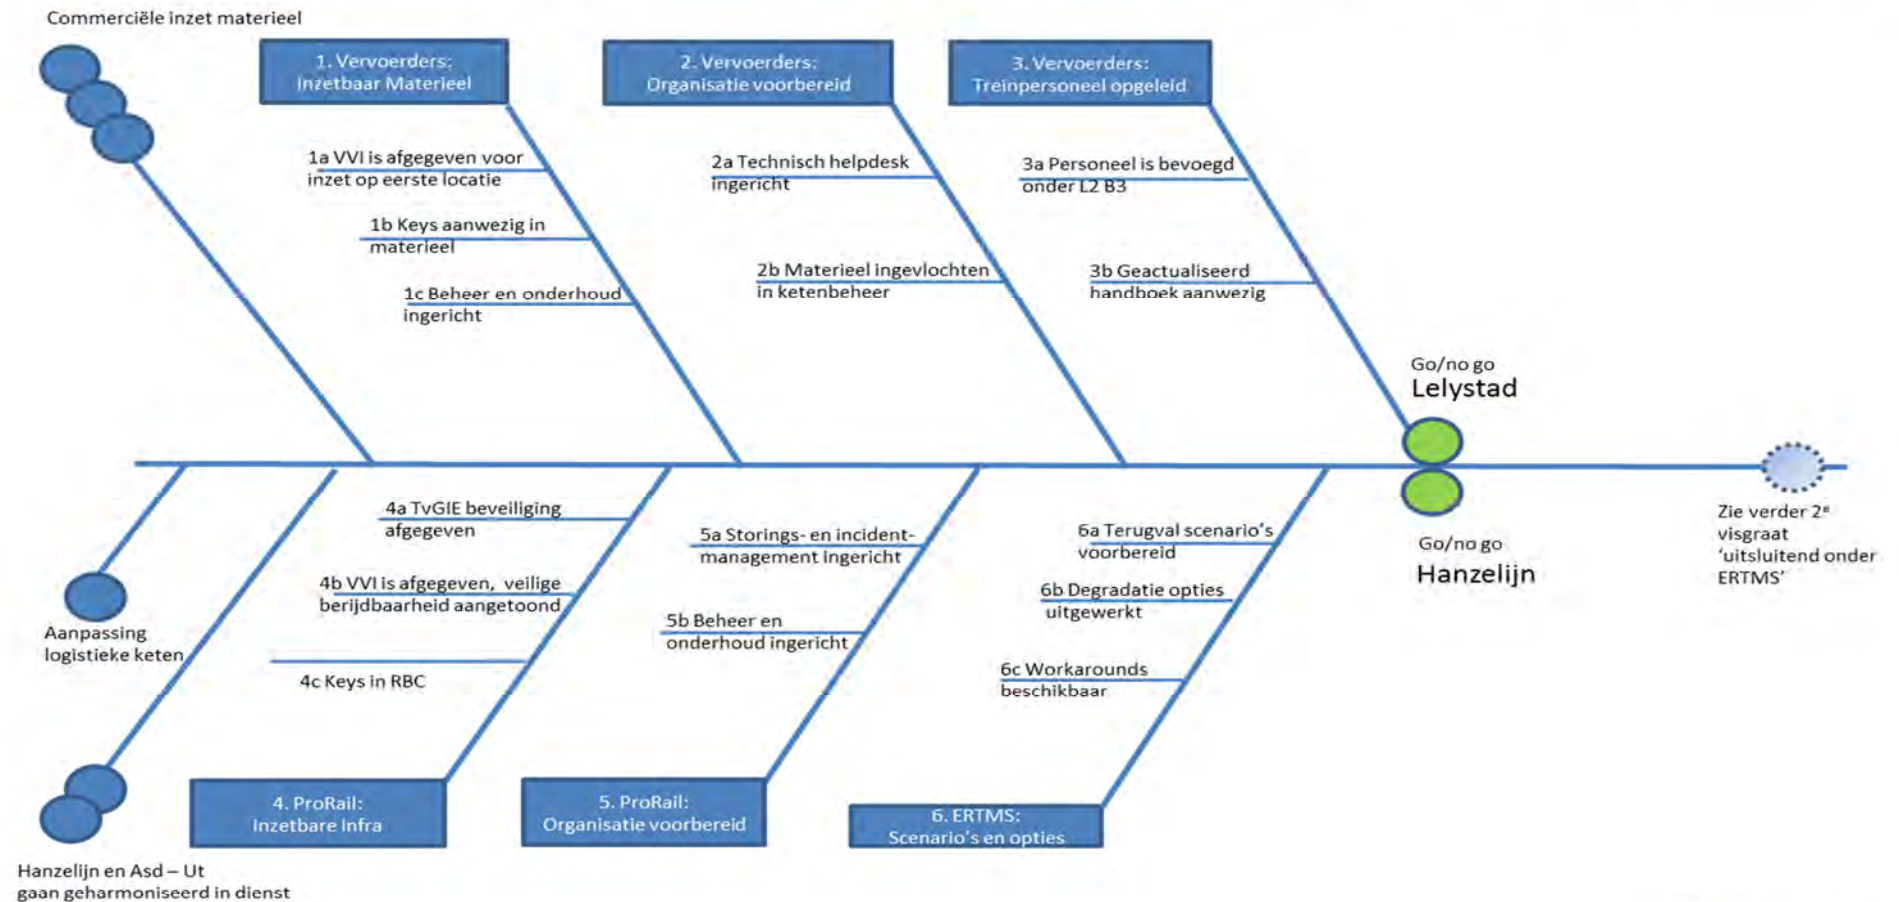 Commerciële inzet materieel
1. Vervoerders:
Inzetbaar Materieel
2. Vervoerders:
Organisatie voorbereid
3. Vervoerders:
Treinpersoneel opgeleid
1a VVI is afgegeven voor
inzet op eerste locatie
1b Keys aanwezig in
materieel
1c Beheer en onderhoud
ingericht
2a Technisch helpdesk
ingericht
2b Materieel ingevlochten
in ketenbeheer
3a Personeel is bevoegd
onder L2 B3
3b Geactualiseerd
handboek aanwezig
Go/no go
Lelystad
Go/no go
Hanzelijn
Zie verder 2e
visgraat
'uitsluitend onder
ERTMS'
4a TvGIE beveiliging
afgegeven
4b VVI is afgegeven, veilige
berijdbaarheid aangetoond
4c Keys in RBC
5a Storings- en incident-
management ingericht
5b Beheer en
onderhoud ingericht
6a Terugval scenario's
voorbereid
6b Degradatie opties
uitgewerkt
6c Workarounds
beschikbaar
Aanpassing
logistieke keten
4. ProRail:
Inzetbare Infra
5. ProRail:
Organisatie voorbereid
6. ERTMS:
Scenario's en opties
Hanzelijn en Asd – Ut
gaan geharmoniseerd in dienst